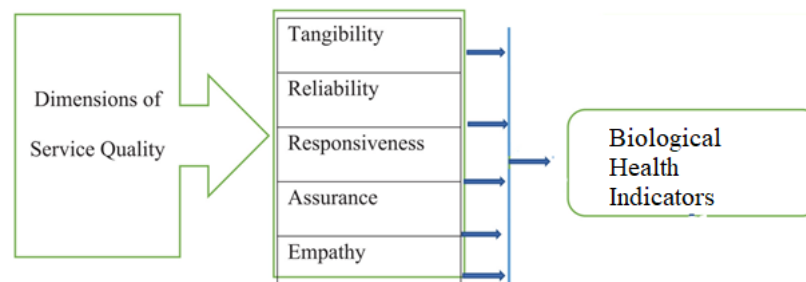 Dimensions of
Service Quality
Tangibility
Reliability
Responsiveness
Assurance
Empathy
Biological
Health
Indicators